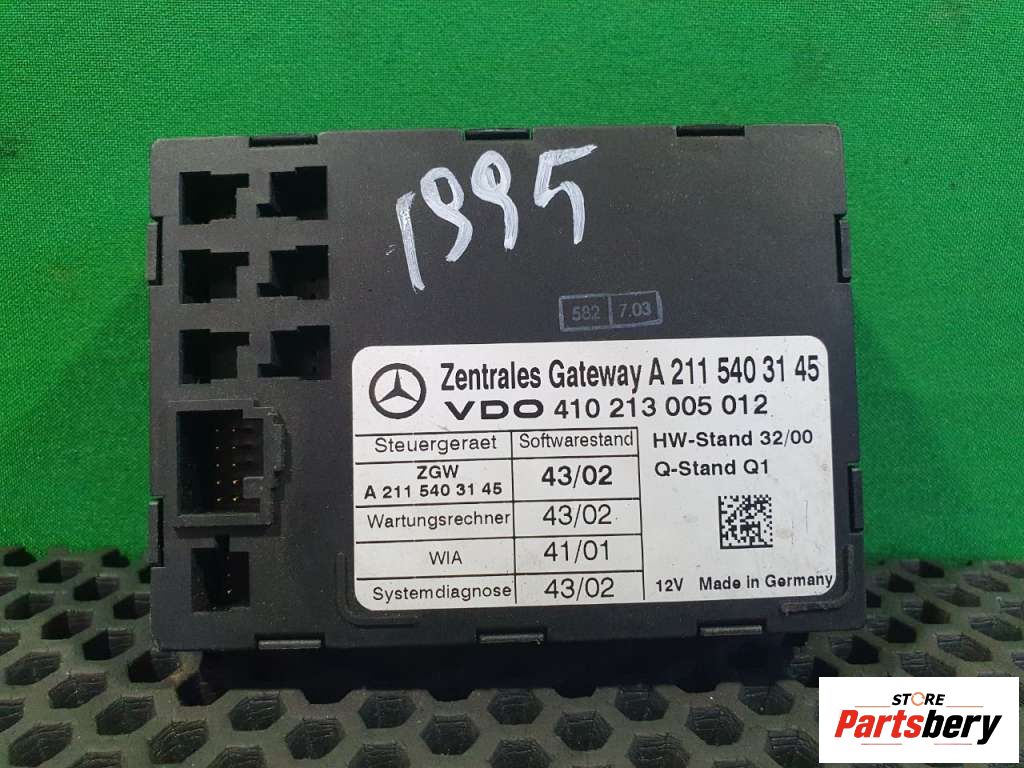 1995
582 7.03
Zentrales Gateway A 211 540 31 45
VDO 410 213 005 012
Steuergeraet Softwarestand
HW-Stand 32/00
ZGW
A 211 540 31 45 43/02
Q-Stand Q1
Wartungsrechner 43/02
WIA 41/01
Systemdiagnose 43/02
12V Made in Germany
STORE
Partsbery